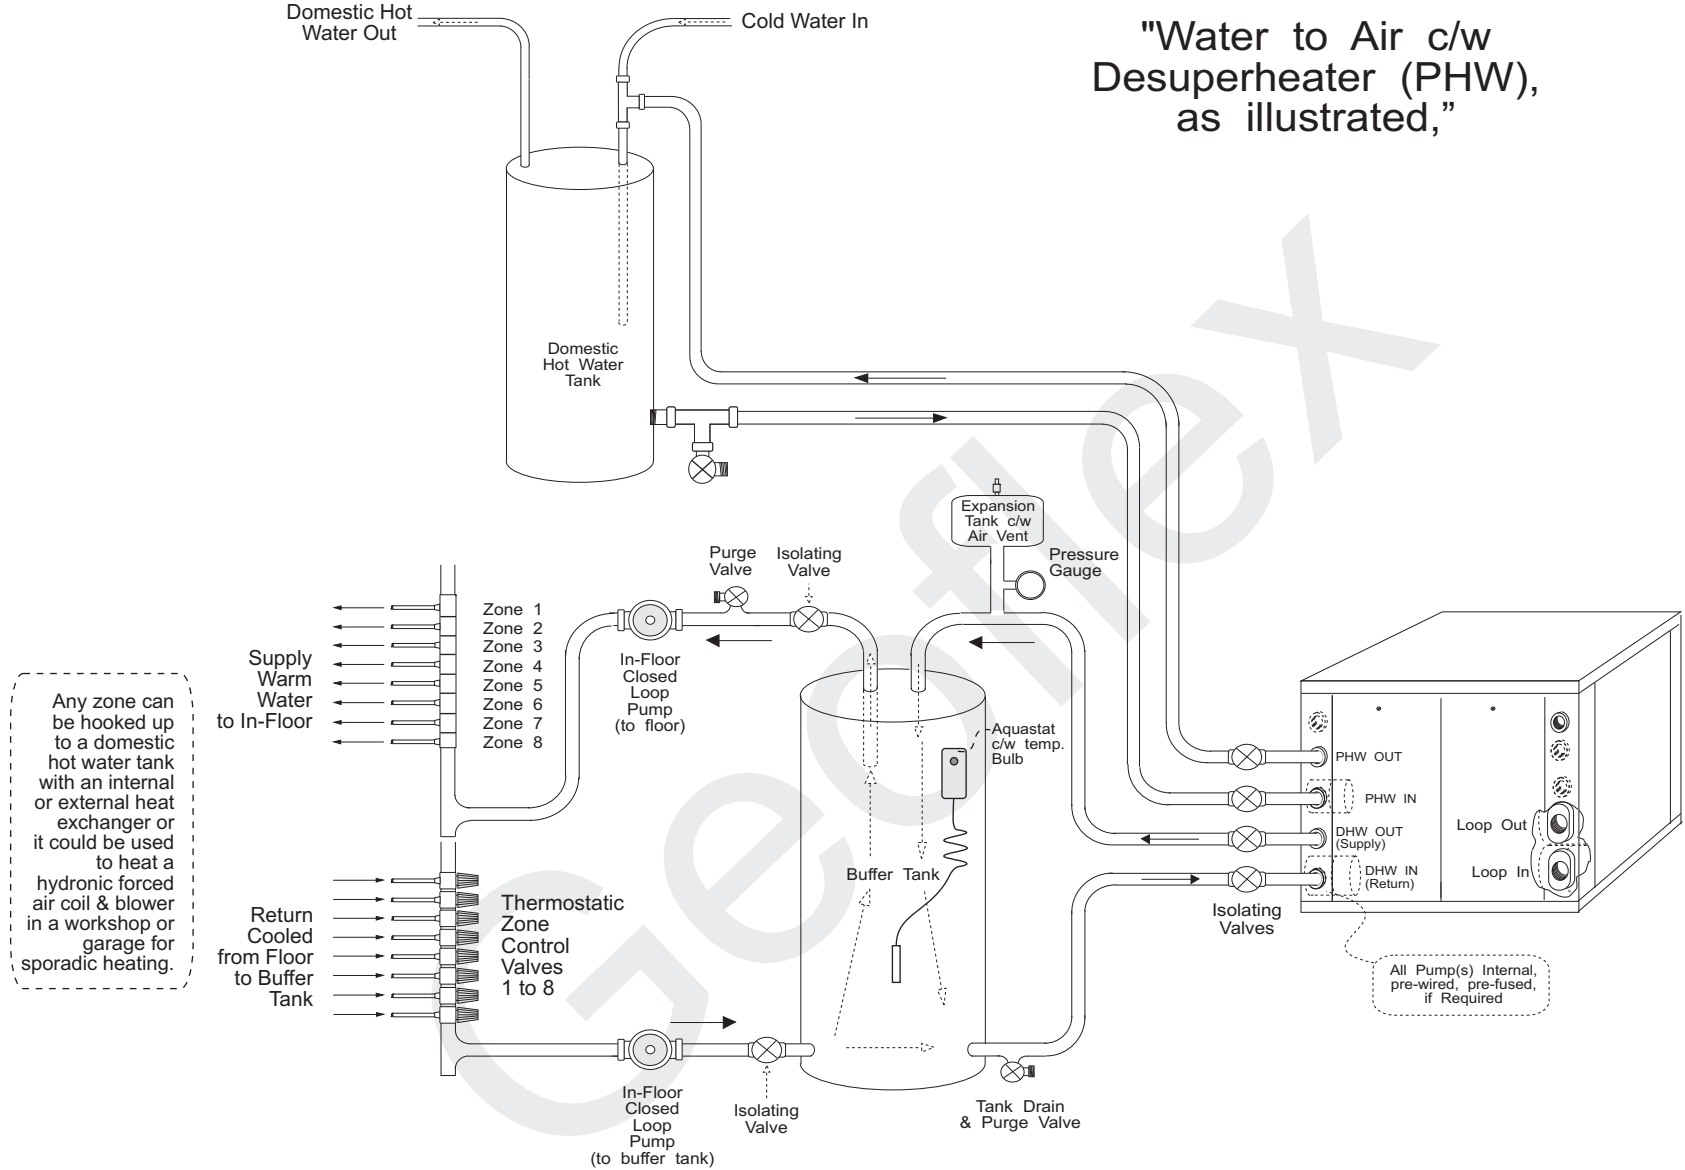 Domestic Hot
Water Out
Cold Water In
"Water to Air c/w
Desuperheater (PHW),
as illustrated,”
Domestic
Hot Water
Tank
Expansion
Tank c/w
Air Vent
Pressure
Gauge
Purge
Valve
Isolating
Valve
Zone 1
Zone 2
Zone 3
Zone 4
Zone 5
Zone 6
Zone 7
Zone 8
Supply
Warm
Water
to In-Floor
In-Floor
Closed
Loop
Pump
(to floor)
Any zone can
be hooked up
to a domestic
hot water tank
with an internal
or external heat
exchanger or
it could be used
to heat a
hydronic forced
air coil & blower
in a workshop or
garage for
sporadic heating.
Aquastat
c/w temp.
Bulb
Buffer Tank
PHW OUT
PHW IN
DHW OUT
(Supply)
DHW IN
(Return)
Loop Out
Loop In
Isolating
Valves
All Pump(s) Internal,
pre-wired, pre-fused,
if Required
Return
Cooled
from Floor
to Buffer
Tank
Thermostatic
Zone
Control
Valves
1 to 8
In-Floor
Closed
Loop
Pump
(to buffer tank)
Isolating
Valve
Tank Drain
& Purge Valve
Geoflex